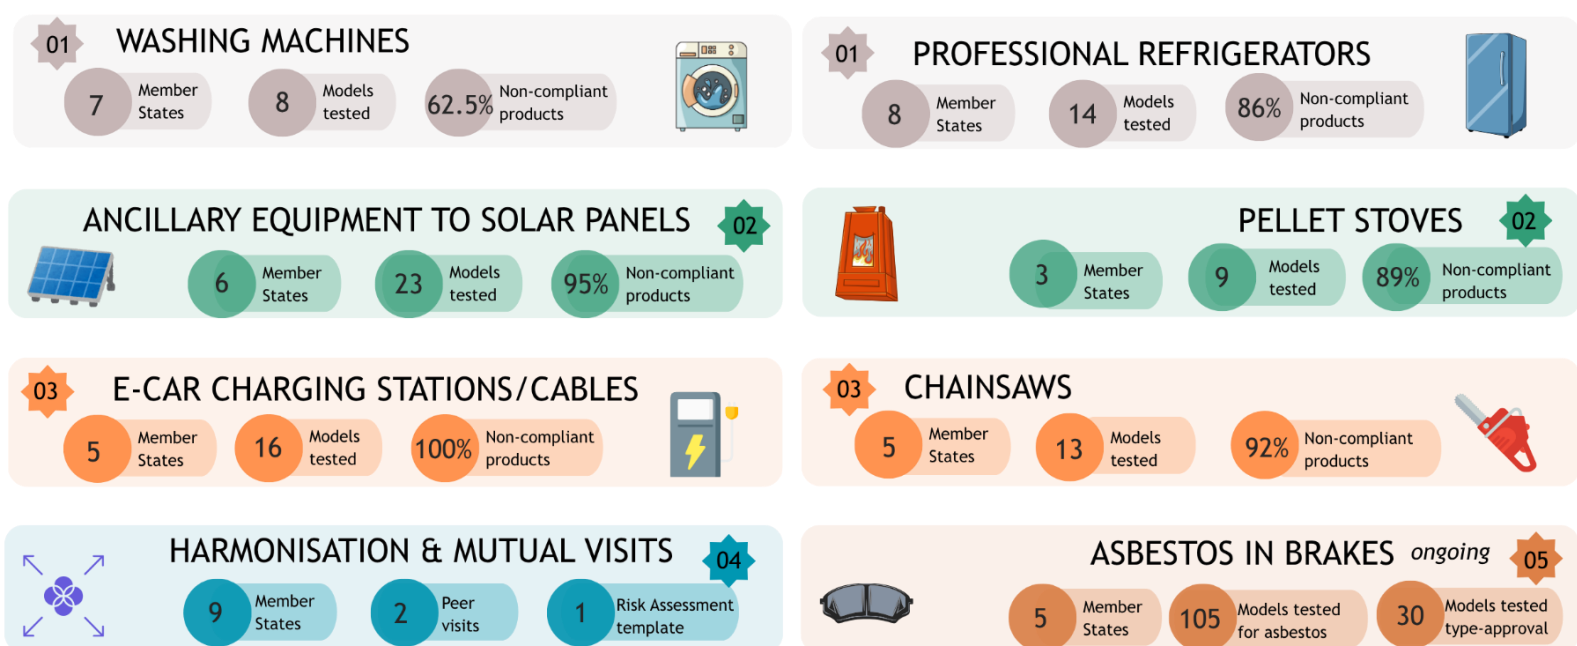 01 WASHING MACHINES
7 Member States
8 Models tested
62.5% Non-compliant products
01 PROFESSIONAL REFRIGERATORS
8 Member States
14 Models tested
86% Non-compliant products
ANCILLARY EQUIPMENT TO SOLAR PANELS 02
6 Member States
23 Models tested
95% Non-compliant products
PELLET STOVES 02
3 Member States
9 Models tested
89% Non-compliant products
03 E-CAR CHARGING STATIONS/CABLES
5 Member States
16 Models tested
100% Non-compliant products
03 CHAINSAWS
5 Member States
13 Models tested
92% Non-compliant products
HARMONISATION & MUTUAL VISITS 04
9 Member States
2 Peer visits
1 Risk Assessment template
ASBESTOS IN BRAKES ongoing 05
5 Member States
105 Models tested for asbestos
30 Models tested type-approval